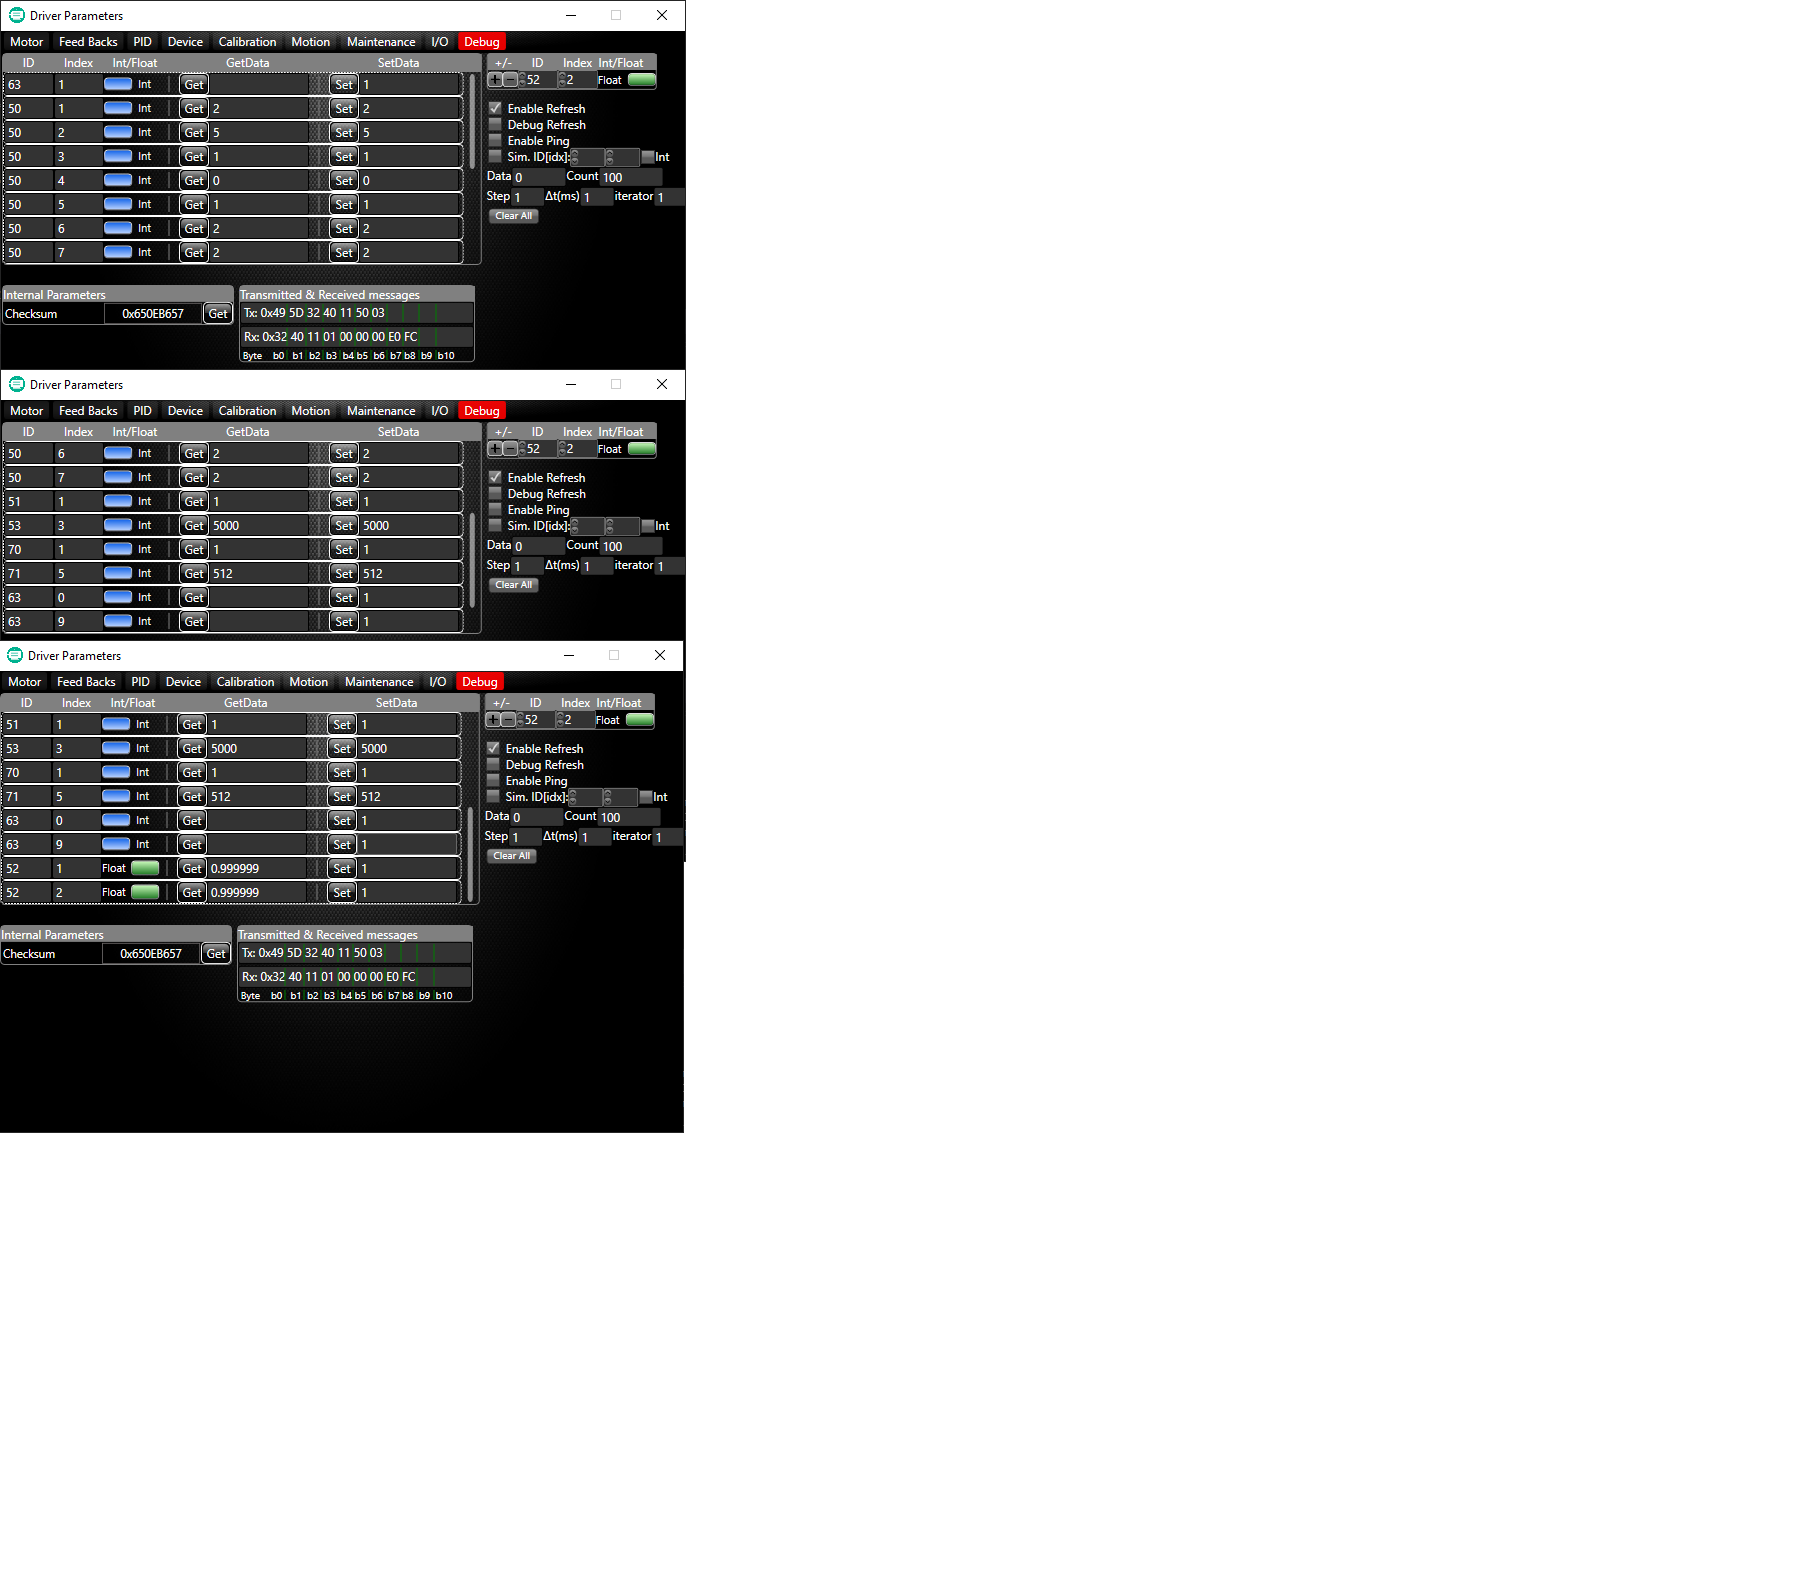 Driver Parameters
Motor Feed Backs PID Device Calibration Motion Maintenance I/O Debug
ID Index Int/Float GetData SetData +/- ID Index Int/Float
+ − 52 2 Float
63 1 Int Get Set 1
50 1 Int Get 2 Set 2 Enable Refresh
Debug Refresh
50 2 Int Get 5 Set 5
Enable Ping
50 3 Int Get 1 Set 1 Sim. ID[idx]: Int
50 4 Int Get 0 Set 0 Data 0 Count 100
50 5 Int Get 1 Set 1 Step 1 Δt(ms) 1 iterator 1
Clear All
50 6 Int Get 2 Set 2
50 7 Int Get 2 Set 2
Internal Parameters Transmitted & Received messages
Checksum 0x650EB657 Get Tx: 0x49 5D 32 40 11 50 03
Rx: 0x32 40 11 01 00 00 00 E0 FC
Byte b0 b1 b2 b3 b4 b5 b6 b7 b8 b9 b10
Driver Parameters
Motor Feed Backs PID Device Calibration Motion Maintenance I/O Debug
ID Index Int/Float GetData SetData +/- ID Index Int/Float
+ − 52 2 Float
50 6 Int Get 2 Set 2
50 7 Int Get 2 Set 2 Enable Refresh
Debug Refresh
51 1 Int Get 1 Set 1
Enable Ping
53 3 Int Get 5000 Set 5000 Sim. ID[idx]: Int
70 1 Int Get 1 Set 1 Data 0 Count 100
71 5 Int Get 512 Set 512 Step 1 Δt(ms) 1 iterator 1
Clear All
63 0 Int Get Set 1
63 9 Int Get Set 1
Driver Parameters
Motor Feed Backs PID Device Calibration Motion Maintenance I/O Debug
ID Index Int/Float GetData SetData +/- ID Index Int/Float
+ − 52 2 Float
51 1 Int Get 1 Set 1
53 3 Int Get 5000 Set 5000 Enable Refresh
Debug Refresh
70 1 Int Get 1 Set 1
Enable Ping
71 5 Int Get 512 Set 512 Sim. ID[idx]: Int
63 0 Int Get Set 1 Data 0 Count 100
63 9 Int Get Set 1 Step 1 Δt(ms) 1 iterator 1
Clear All
52 1 Float Get 0.999999 Set 1
52 2 Float Get 0.999999 Set 1
Internal Parameters Transmitted & Received messages
Checksum 0x650EB657 Get Tx: 0x49 5D 32 40 11 50 03
Rx: 0x32 40 11 01 00 00 00 E0 FC
Byte b0 b1 b2 b3 b4 b5 b6 b7 b8 b9 b10